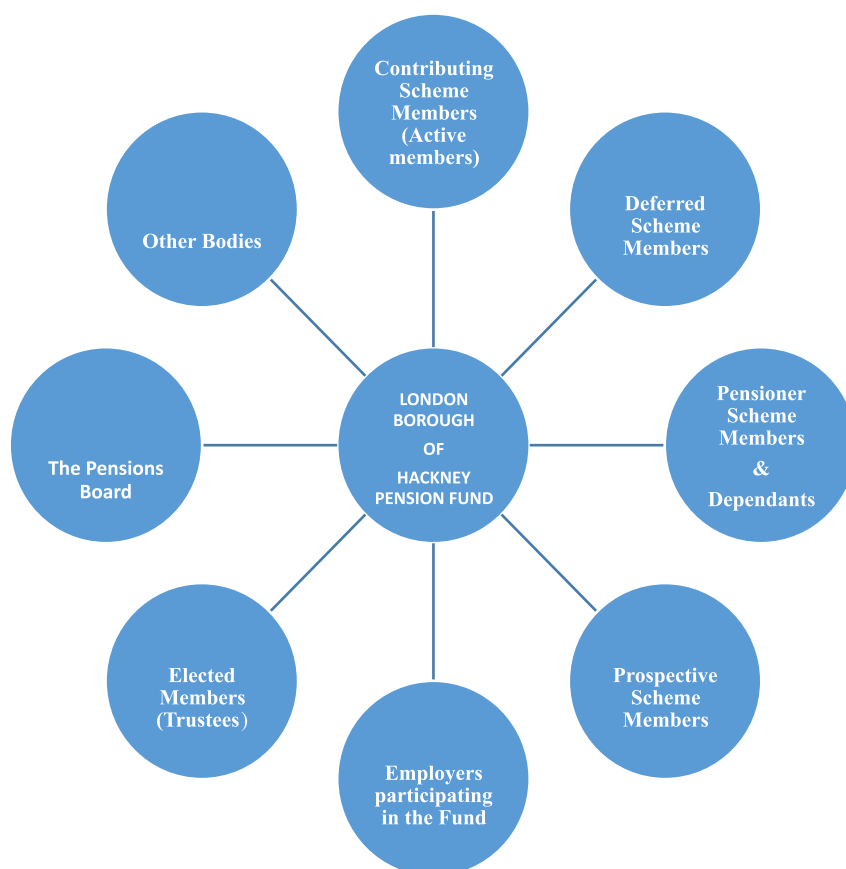 Contributing
Scheme
Members
(Active
members)
Deferred
Scheme
Members
Pensioner
Scheme
Members
&
Dependants
Prospective
Scheme
Members
Employers
participating
in the Fund
Elected
Members
(Trustees)
The Pensions
Board
Other Bodies
LONDON
BOROUGH
OF
HACKNEY
PENSION FUND